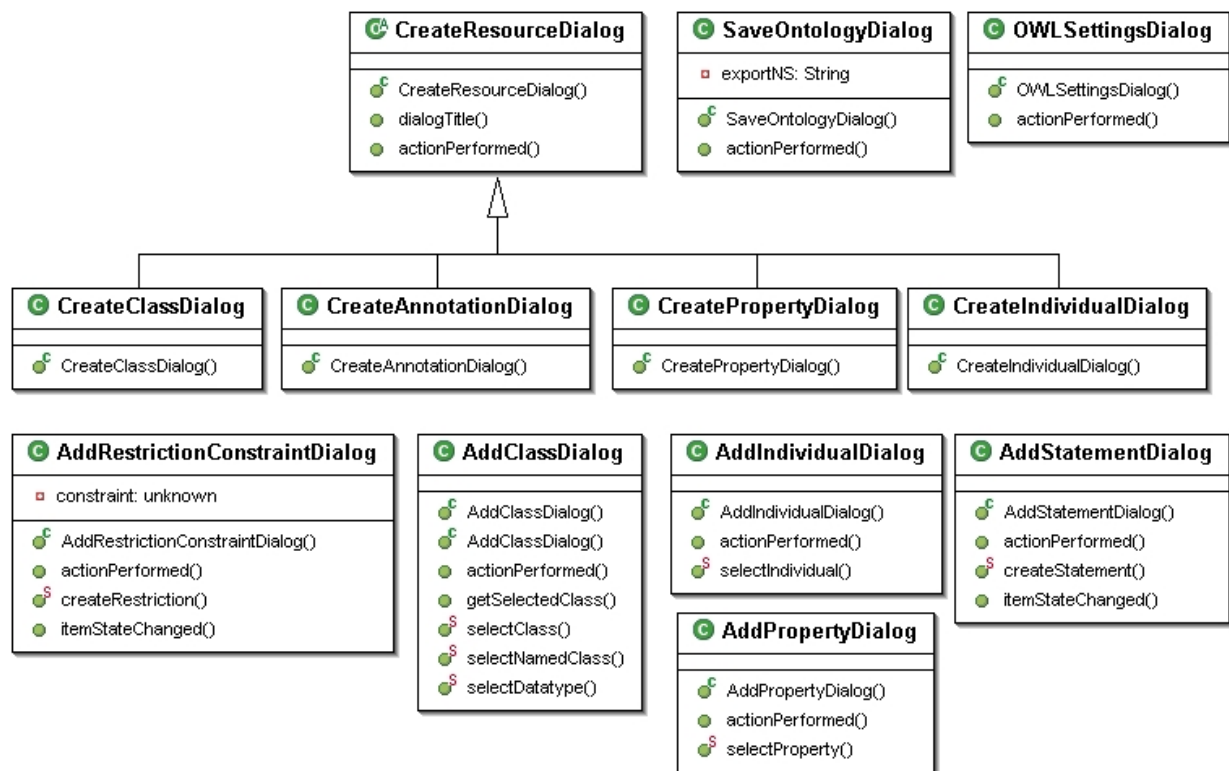 CreateResourceDialog
CreateResourceDialog()
dialogTitle()
actionPerformed()
SaveOntologyDialog
exportNS: String
SaveOntologyDialog()
actionPerformed()
OWLSettingsDialog
OWLSettingsDialog()
actionPerformed()
CreateClassDialog
CreateClassDialog()
CreateAnnotationDialog
CreateAnnotationDialog()
CreatePropertyDialog
CreatePropertyDialog()
CreateIndividualDialog
CreateIndividualDialog()
AddRestrictionConstraintDialog
constraint: unknown
AddRestrictionConstraintDialog()
actionPerformed()
createRestriction()
itemStateChanged()
AddClassDialog
AddClassDialog()
AddClassDialog()
actionPerformed()
getSelectedClass()
selectClass()
selectNamedClass()
selectDatatype()
AddIndividualDialog
AddIndividualDialog()
actionPerformed()
selectIndividual()
AddStatementDialog
AddStatementDialog()
actionPerformed()
createStatement()
itemStateChanged()
AddPropertyDialog
AddPropertyDialog()
actionPerformed()
selectProperty()